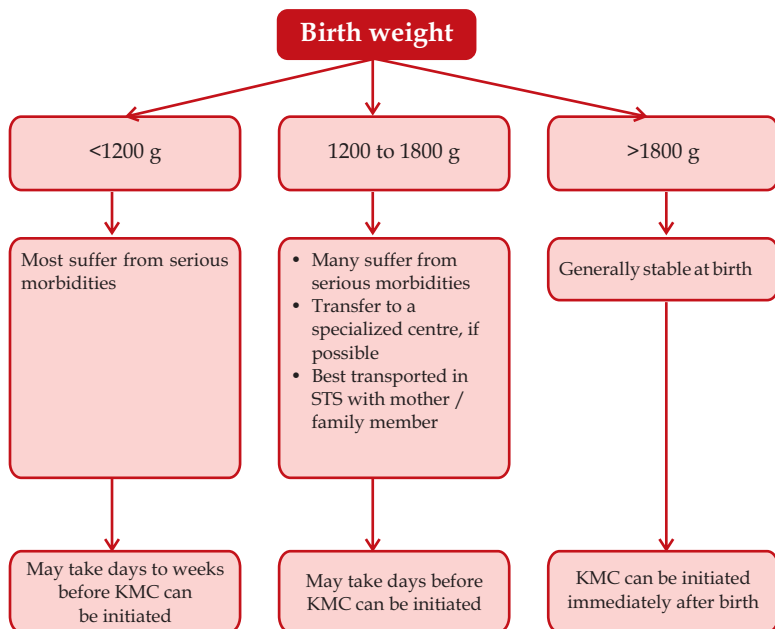 Birth weight
<1200 g
1200 to 1800 g
>1800 g
Most suffer from serious
morbidities
• Many suffer from
serious morbidities
• Transfer to a
specialized centre, if
possible
• Best transported in
STS with mother /
family member
Generally stable at birth
May take days to weeks
before KMC can
be initiated
May take days before
KMC can be initiated
KMC can be initiated
immediately after birth